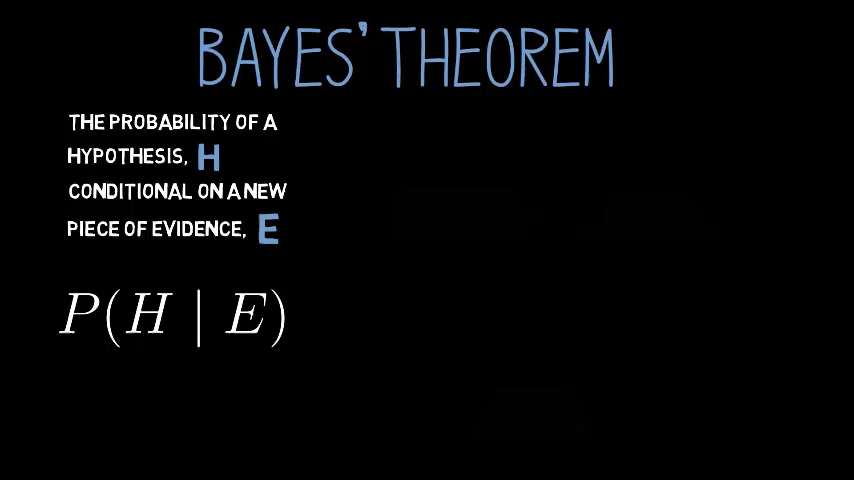 BAYES' THEOREM
THE PROBABILITY OF A
HYPOTHESIS, H
CONDITIONAL ON A NEW
PIECE OF EVIDENCE, E
P(H | E)